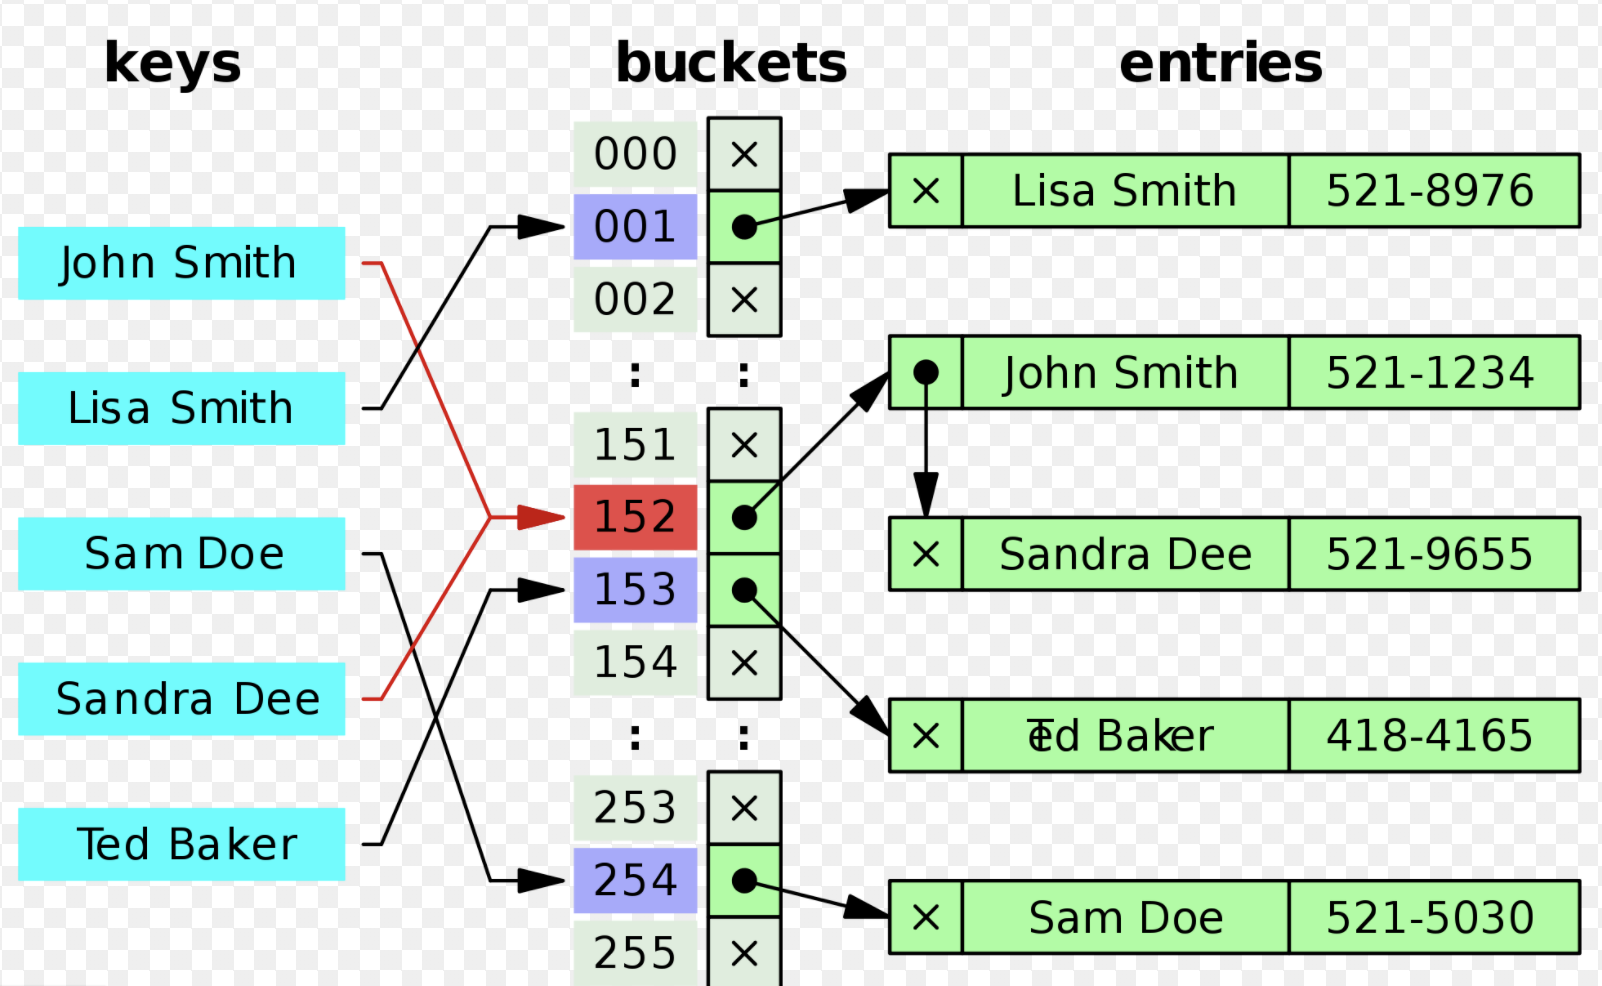 keys buckets entries
000 ×
× Lisa Smith 521-8976
001
John Smith
002 ×
: :
× John Smith 521-1234
Lisa Smith
151 ×
152
Sam Doe
× Sandra Dee 521-9655
153
154 ×
Sandra Dee
: :
× Ted Baker 418-4165
253 ×
Ted Baker
254
× Sam Doe 521-5030
255 ×